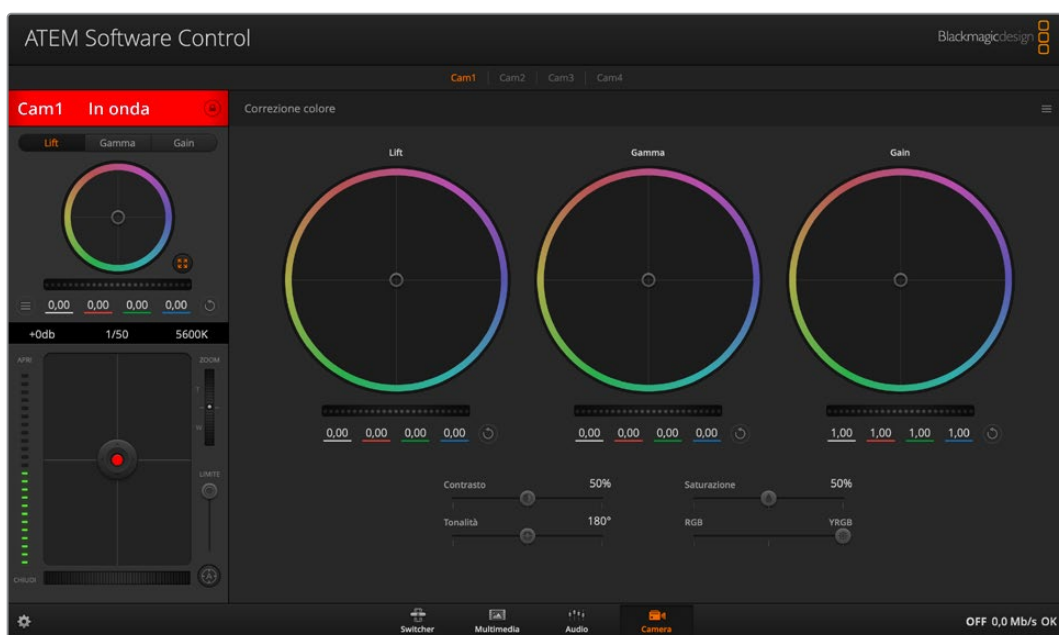 ATEM Software Control
Blackmagicdesign
Cam1 Cam2 Cam3 Cam4
Cam1 In onda
Correzione colore
Lift Gamma Gain
0,00 0,00 0,00 0,00
+0db 1/50 5600K
APRI
ZOOM
T
W
LIMITE
CHIUDI
Lift
Gamma
Gain
0,00 0,00 0,00 0,00
0,00 0,00 0,00 0,00
1,00 1,00 1,00 1,00
Contrasto 50%
Saturazione 50%
Tonalità 180°
RGB YRGB
Switcher
Multimedia
Audio
Camera
OFF 0,0 Mb/s OK